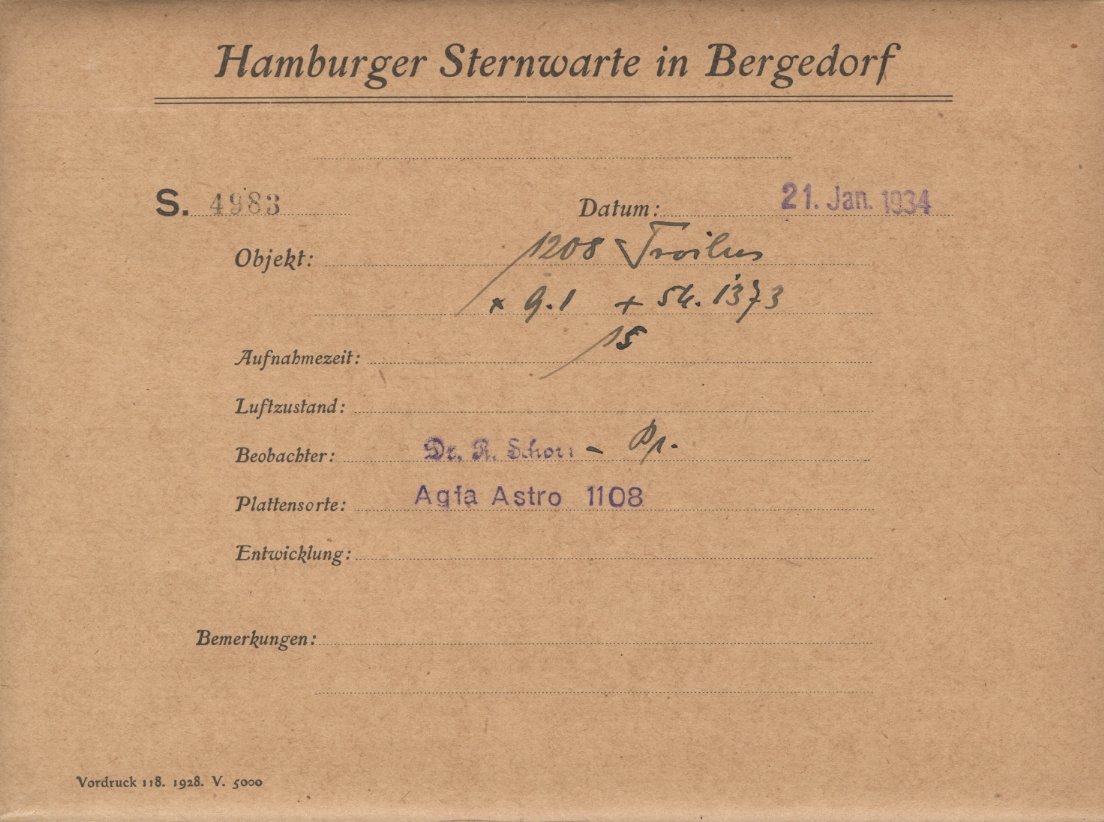 Hamburger Sternwarte in Bergedorf
S. 4983 Datum: 21. Jan. 1934
Objekt: 1208 Troilus
x 9.1 + St. 1373
Aufnahmezeit: 15
Luftzustand:
Beobachter: Dr. R. Schorr –
Plattensorte: Agfa Astro 1108
Entwicklung:
Bemerkungen:
Vordruck 118. 1928. V. 5000